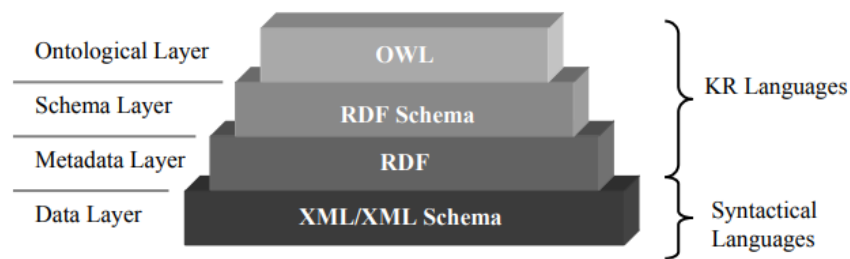 Ontological Layer
OWL
KR Languages
Schema Layer
RDF Schema
Metadata Layer
RDF
Data Layer
XML/XML Schema
Syntactical
Languages